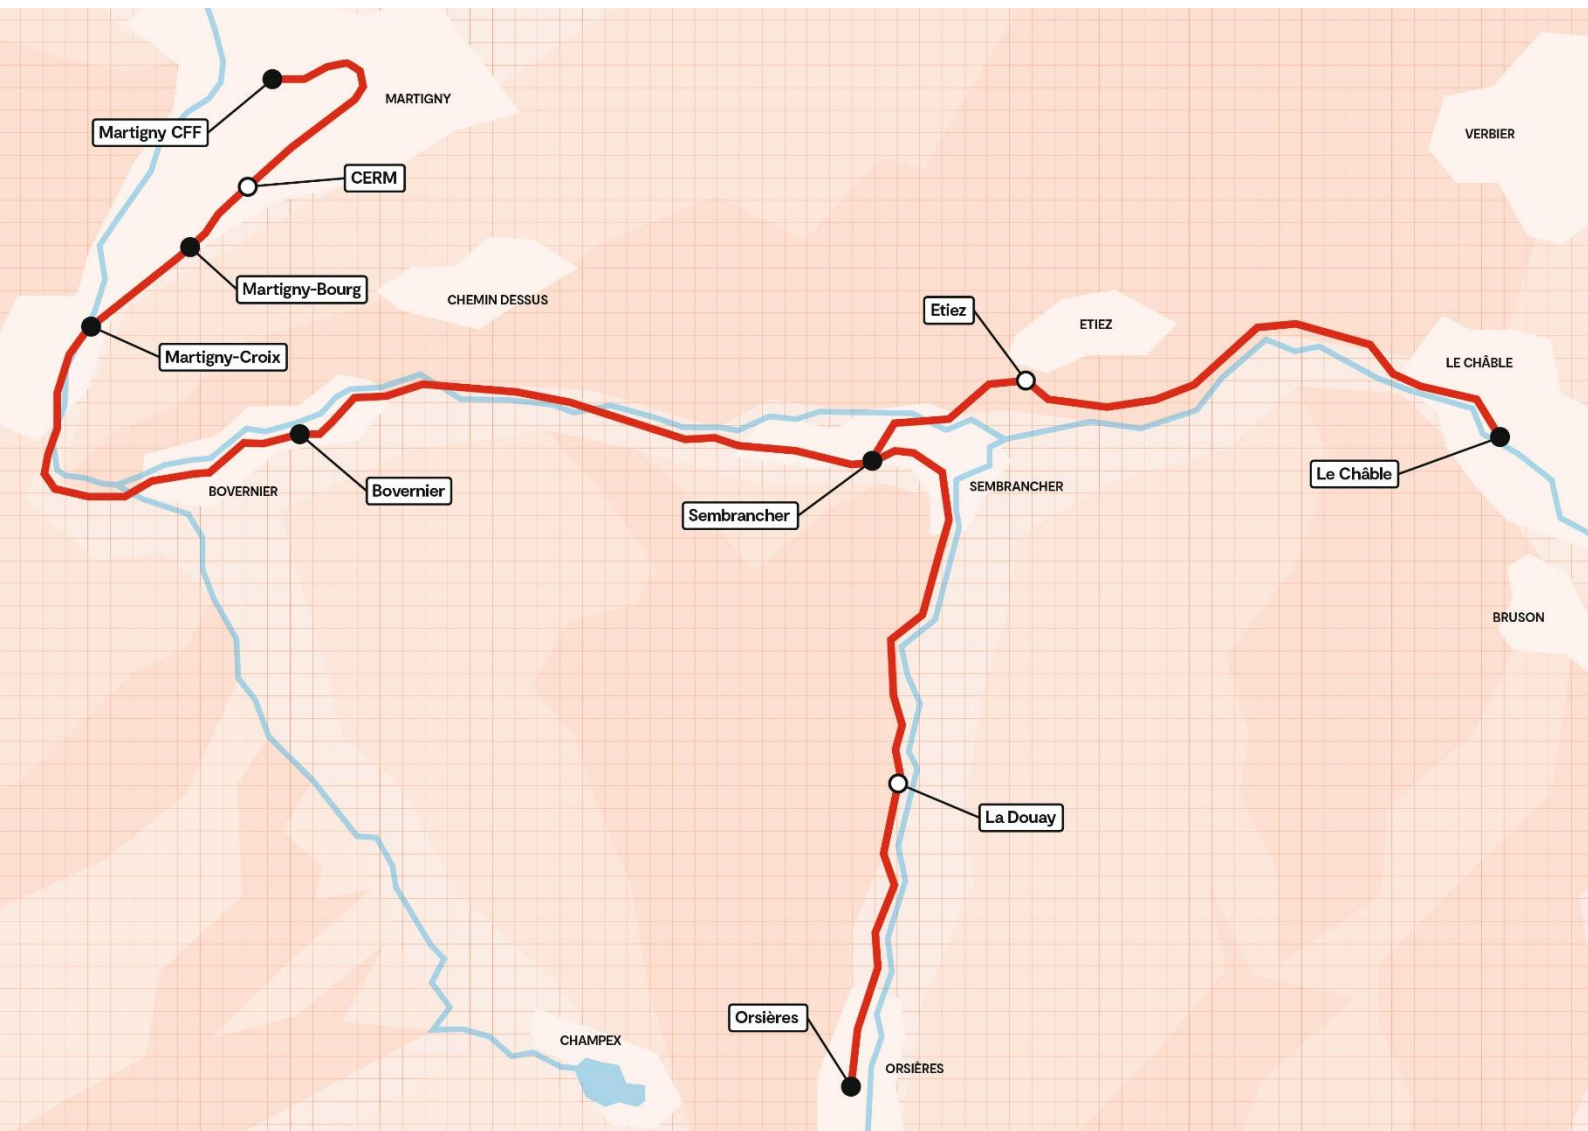 MARTIGNY
Martigny CFF
VERBIER
CERM
Martigny-Bourg
CHEMIN DESSUS
Etiez
ETIEZ
Martigny-Croix
LE CHÂBLE
Le Châble
BOVERNIER
Bovernier
SEMBRANCHER
Sembrancher
BRUSON
La Douay
Orsières
CHAMPEX
ORSIÈRES